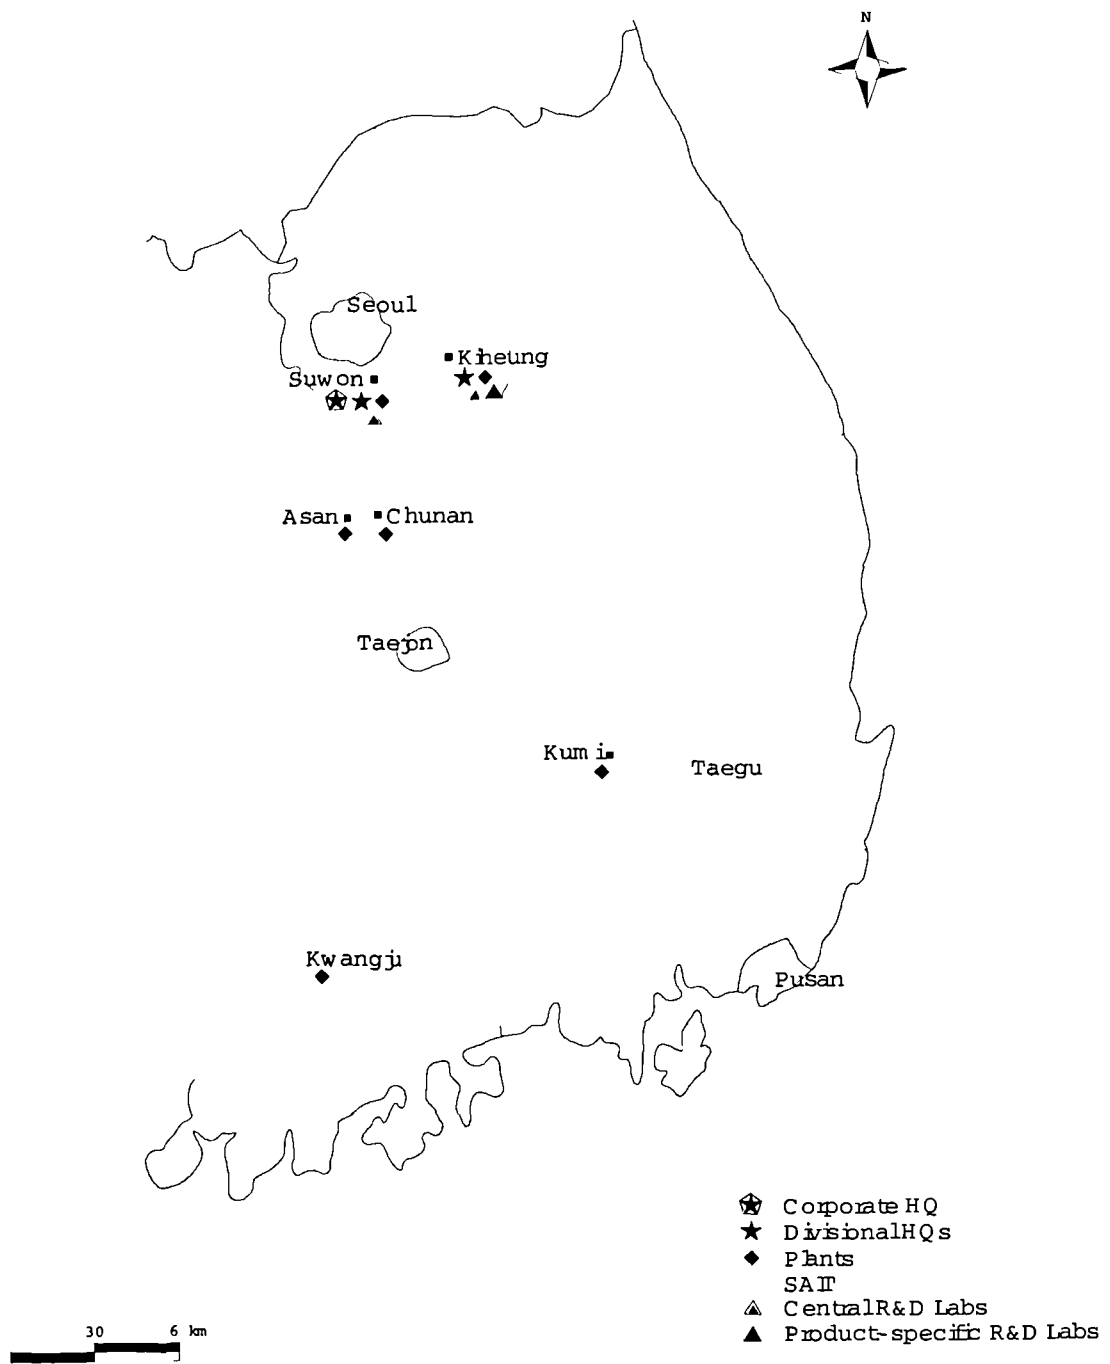 N
Seoul
Kiheung
Suwon
Asan
Chunan
Taejon
Kumi
Taegu
Kwangju
Pusan
Corporate HQ
Divisional HQs
Plants
SAIT
Central R&D Labs
Product-specific R&D Labs
30 6 km